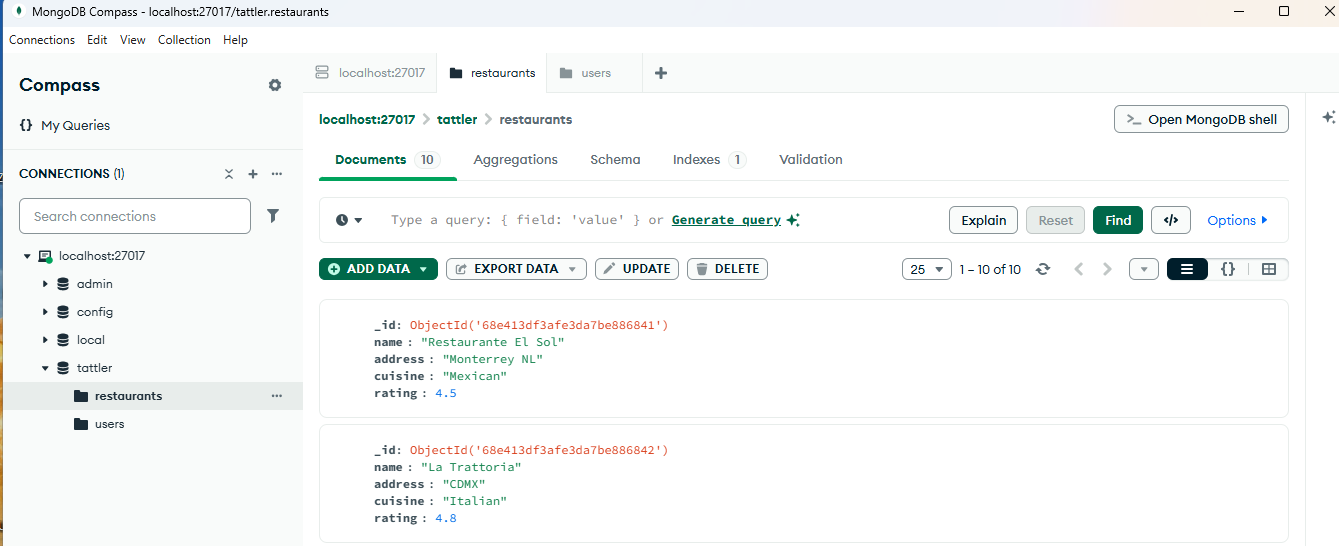 MongoDB Compass - localhost:27017/tattler.restaurants
Connections Edit View Collection Help
Compass
{} My Queries
CONNECTIONS (1)
Search connections
localhost:27017
admin
config
local
tattler
restaurants
users
localhost:27017 restaurants users
localhost:27017 > tattler > restaurants
>_ Open MongoDB shell
Documents 10 Aggregations Schema Indexes 1 Validation
Type a query: { field: 'value' } or Generate query
Explain Reset Find </> Options
ADD DATA EXPORT DATA UPDATE DELETE
25 1 – 10 of 10 {}
_id: ObjectId('68e413df3afe3da7be886841')
name : "Restaurante El Sol"
address : "Monterrey NL"
cuisine : "Mexican"
rating : 4.5
_id: ObjectId('68e413df3afe3da7be886842')
name : "La Trattoria"
address : "CDMX"
cuisine : "Italian"
rating : 4.8